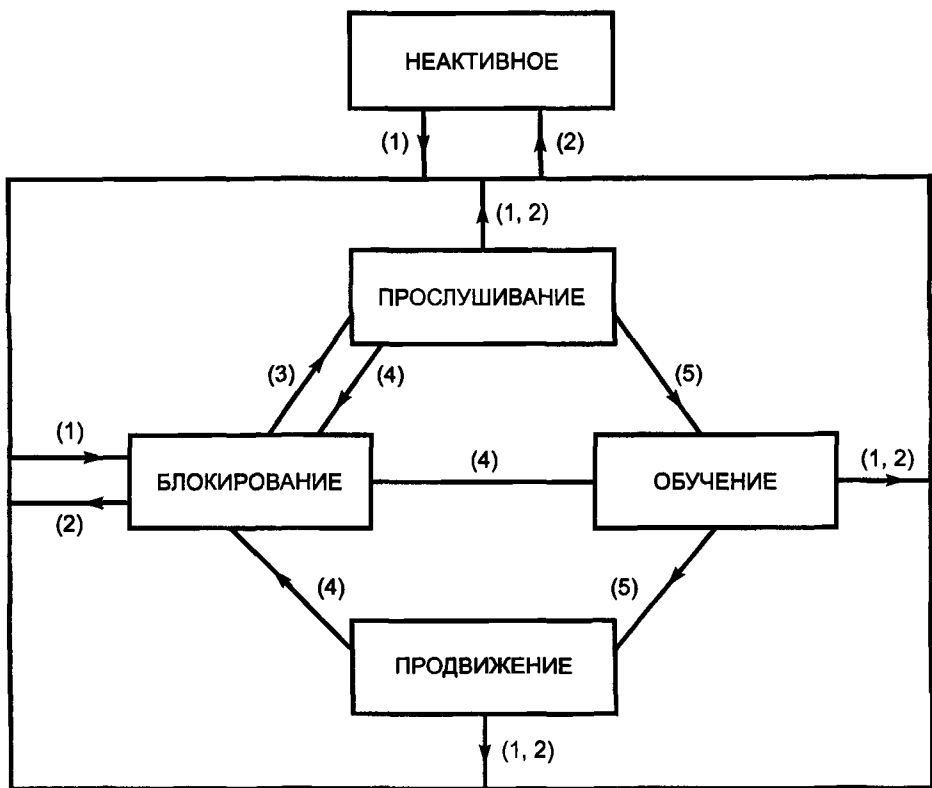 НЕАКТИВНОЕ
(1)
(2)
(1, 2)
ПРОСЛУШИВАНИЕ
(3)
(4)
(5)
(1)
(4)
(1, 2)
БЛОКИРОВАНИЕ
ОБУЧЕНИЕ
(2)
(4)
(5)
ПРОДВИЖЕНИЕ
(1, 2)